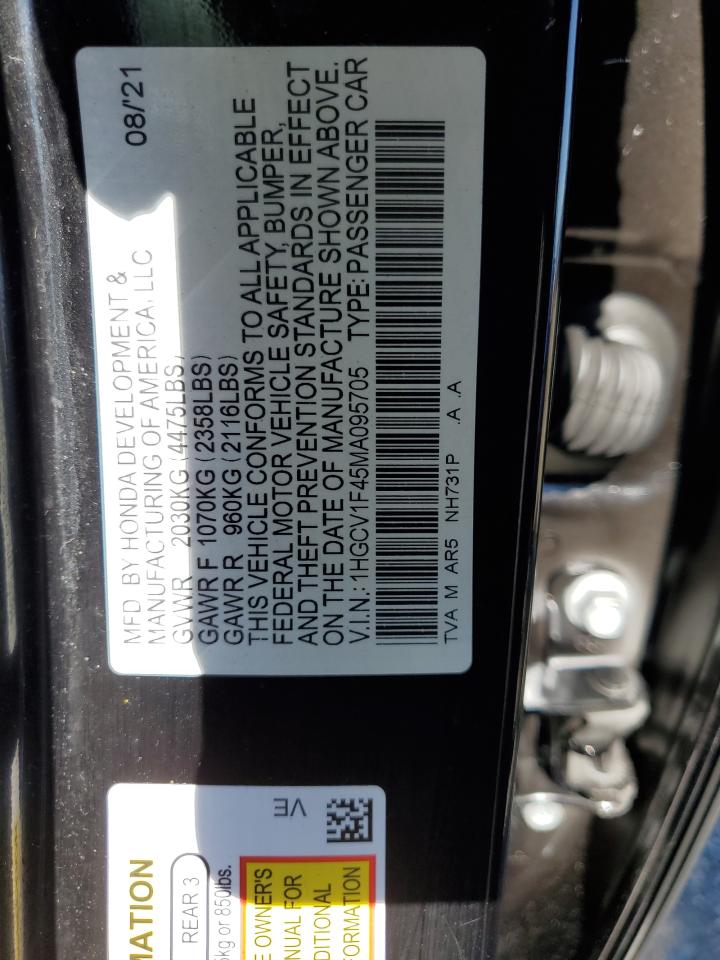 MFD. BY HONDA DEVELOPMENT & 08/'21
MANUFACTURING OF AMERICA, LLC
GVWR 2030KG (4475LBS)
GAWR F 1070KG (2358LBS)
GAWR R 960KG (2116LBS)
THIS VEHICLE CONFORMS TO ALL APPLICABLE
FEDERAL MOTOR VEHICLE SAFETY, BUMPER,
AND THEFT PREVENTION STANDARDS IN EFFECT
ON THE DATE OF MANUFACTURE SHOWN ABOVE.
V.I.N.: 1HGCV1F45MA095705 TYPE: PASSENGER CAR
TVA M AR5 NH731P .A .A
MATION
REAR 3
kg or 850lbs.
VE
E OWNER'S
NUAL FOR
DITIONAL
FORMATION